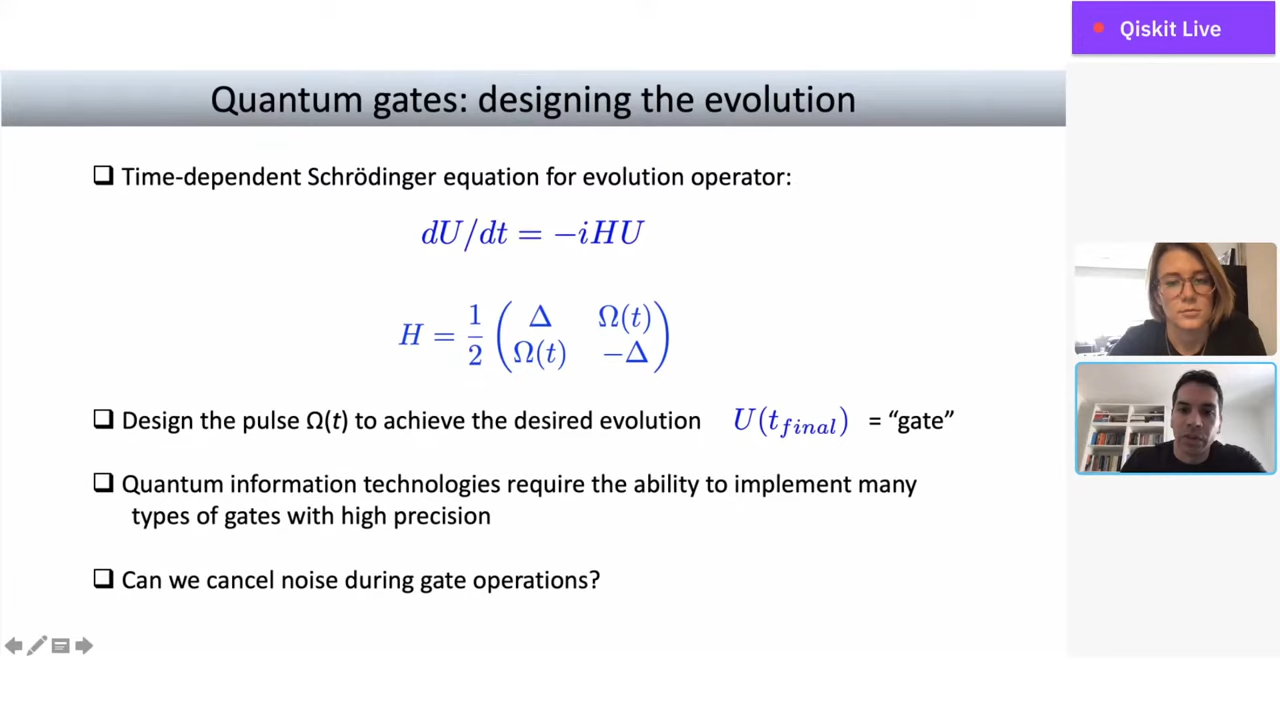 Qiskit Live
Quantum gates: designing the evolution
❑ Time-dependent Schrödinger equation for evolution operator:
dU/dt = −iHU
H = 1/2 ( Δ Ω(t)
Ω(t) −Δ )
❑ Design the pulse Ω(t) to achieve the desired evolution U(t_final) = “gate”
❑ Quantum information technologies require the ability to implement many
types of gates with high precision
❑ Can we cancel noise during gate operations?